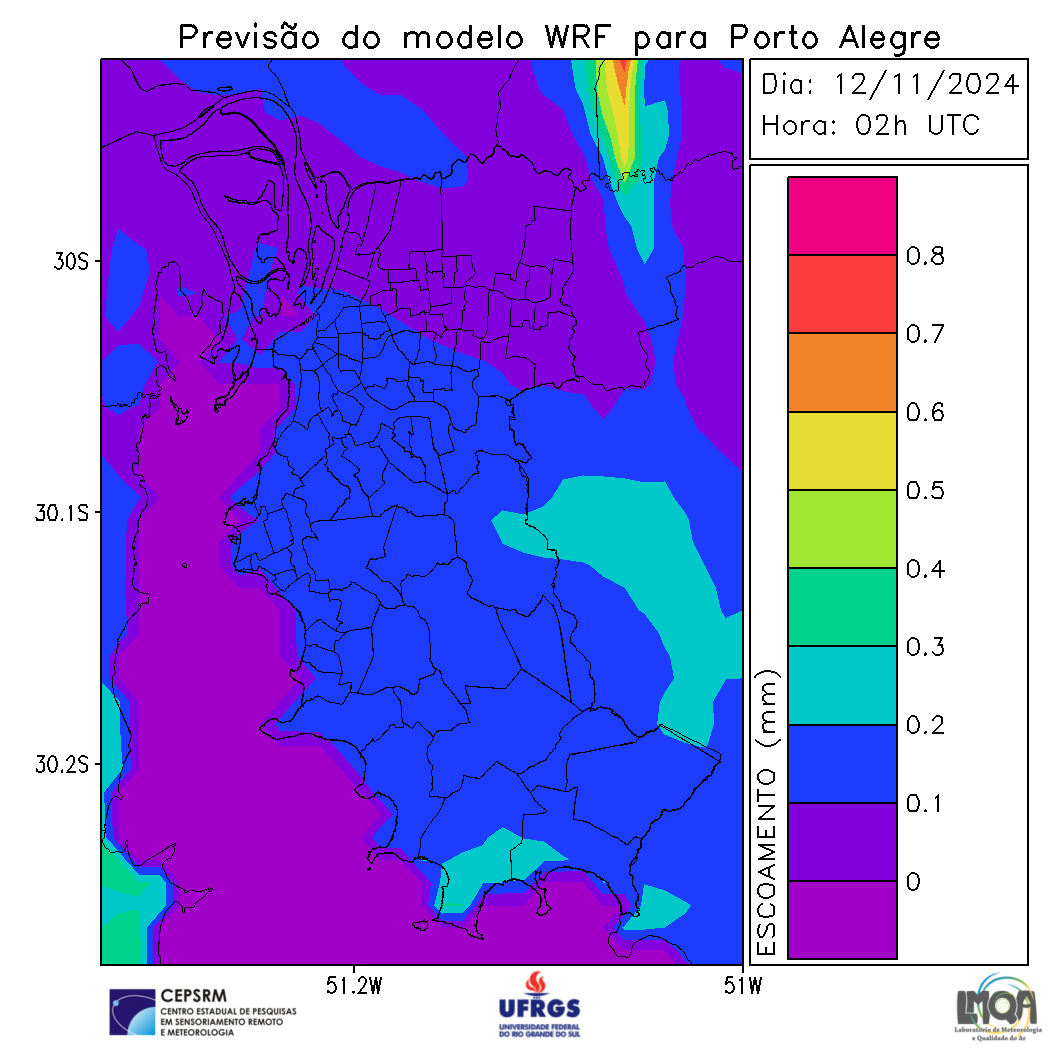 Previsão do modelo WRF para Porto Alegre
Dia: 12/11/2024
Hora: 02h UTC
30S
30.1S
30.2S
51.2W
51W
0.8
0.7
0.6
0.5
0.4
0.3
0.2
0.1
0
ESCOAMENTO (mm)
CEPSRM
CENTRO ESTADUAL DE PESQUISAS
EM SENSORIAMENTO REMOTO
E METEOROLOGIA
UFRGS
UNIVERSIDADE FEDERAL
DO RIO GRANDE DO SUL
LMQA
Laboratório de Meteorologia
e Qualidade do Ar